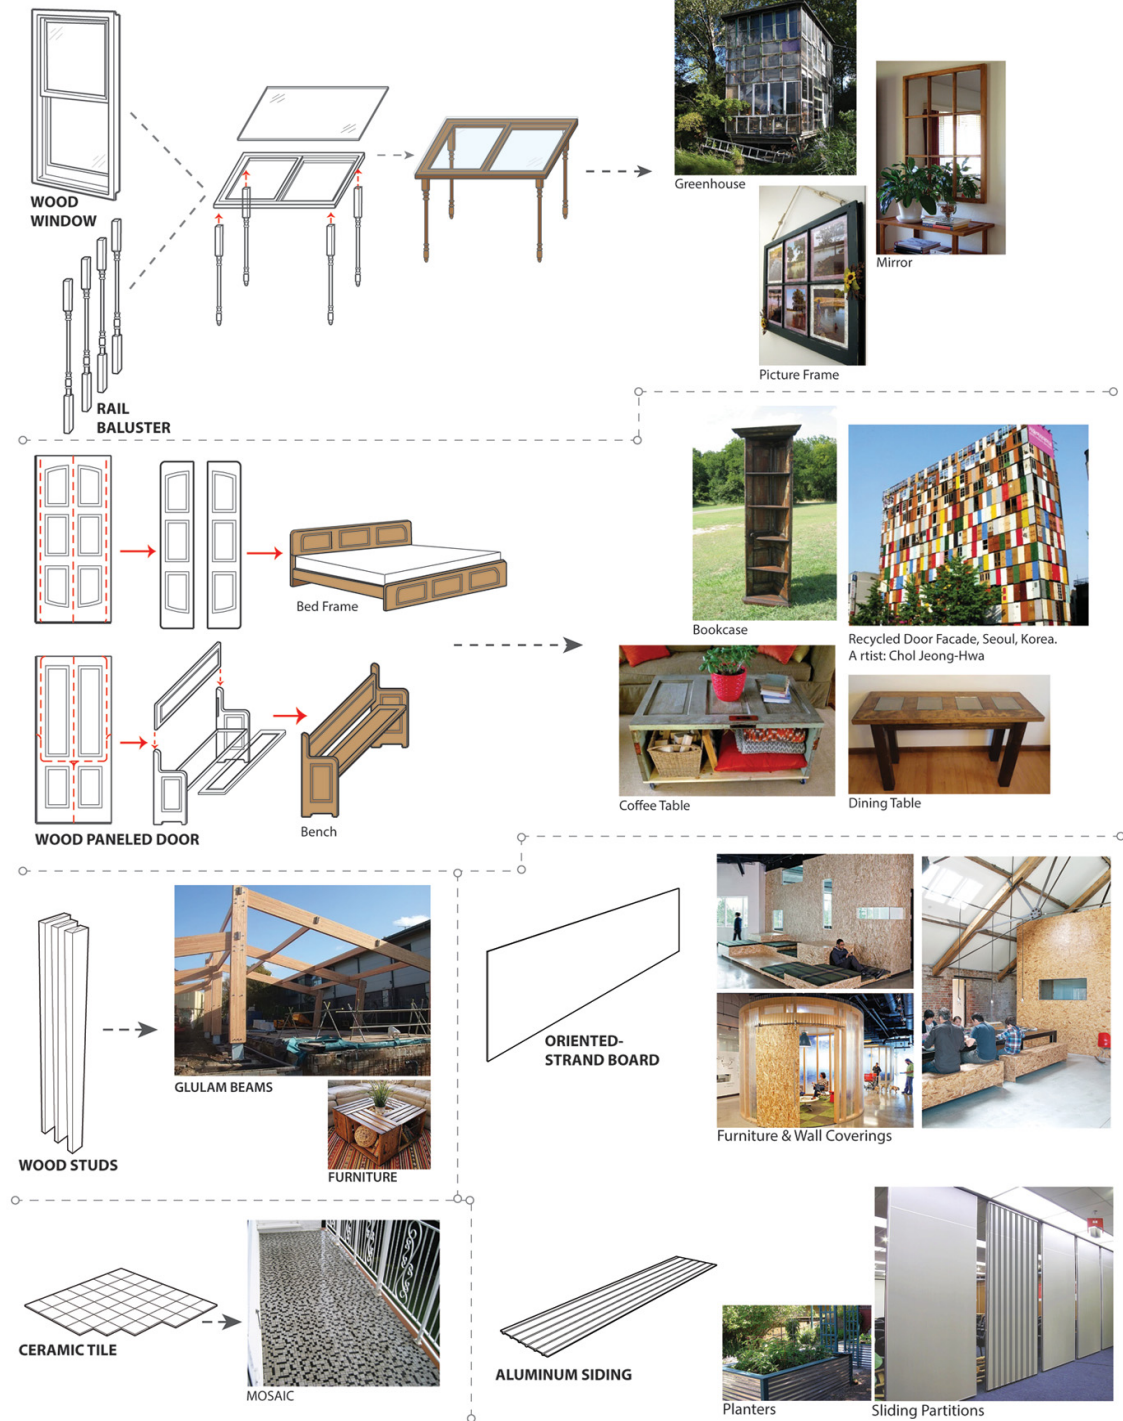 WOOD
WINDOW
RAIL
BALUSTER
Greenhouse
Mirror
Picture Frame
Bed Frame
Bench
WOOD PANELED DOOR
Bookcase
Recycled Door Facade, Seoul, Korea.
A rtist: Chol Jeong-Hwa
Coffee Table
Dining Table
WOOD STUDS
GLULAM BEAMS
FURNITURE
ORIENTED-
STRAND BOARD
Furniture & Wall Coverings
CERAMIC TILE
MOSAIC
ALUMINUM SIDING
Planters
Sliding Partitions